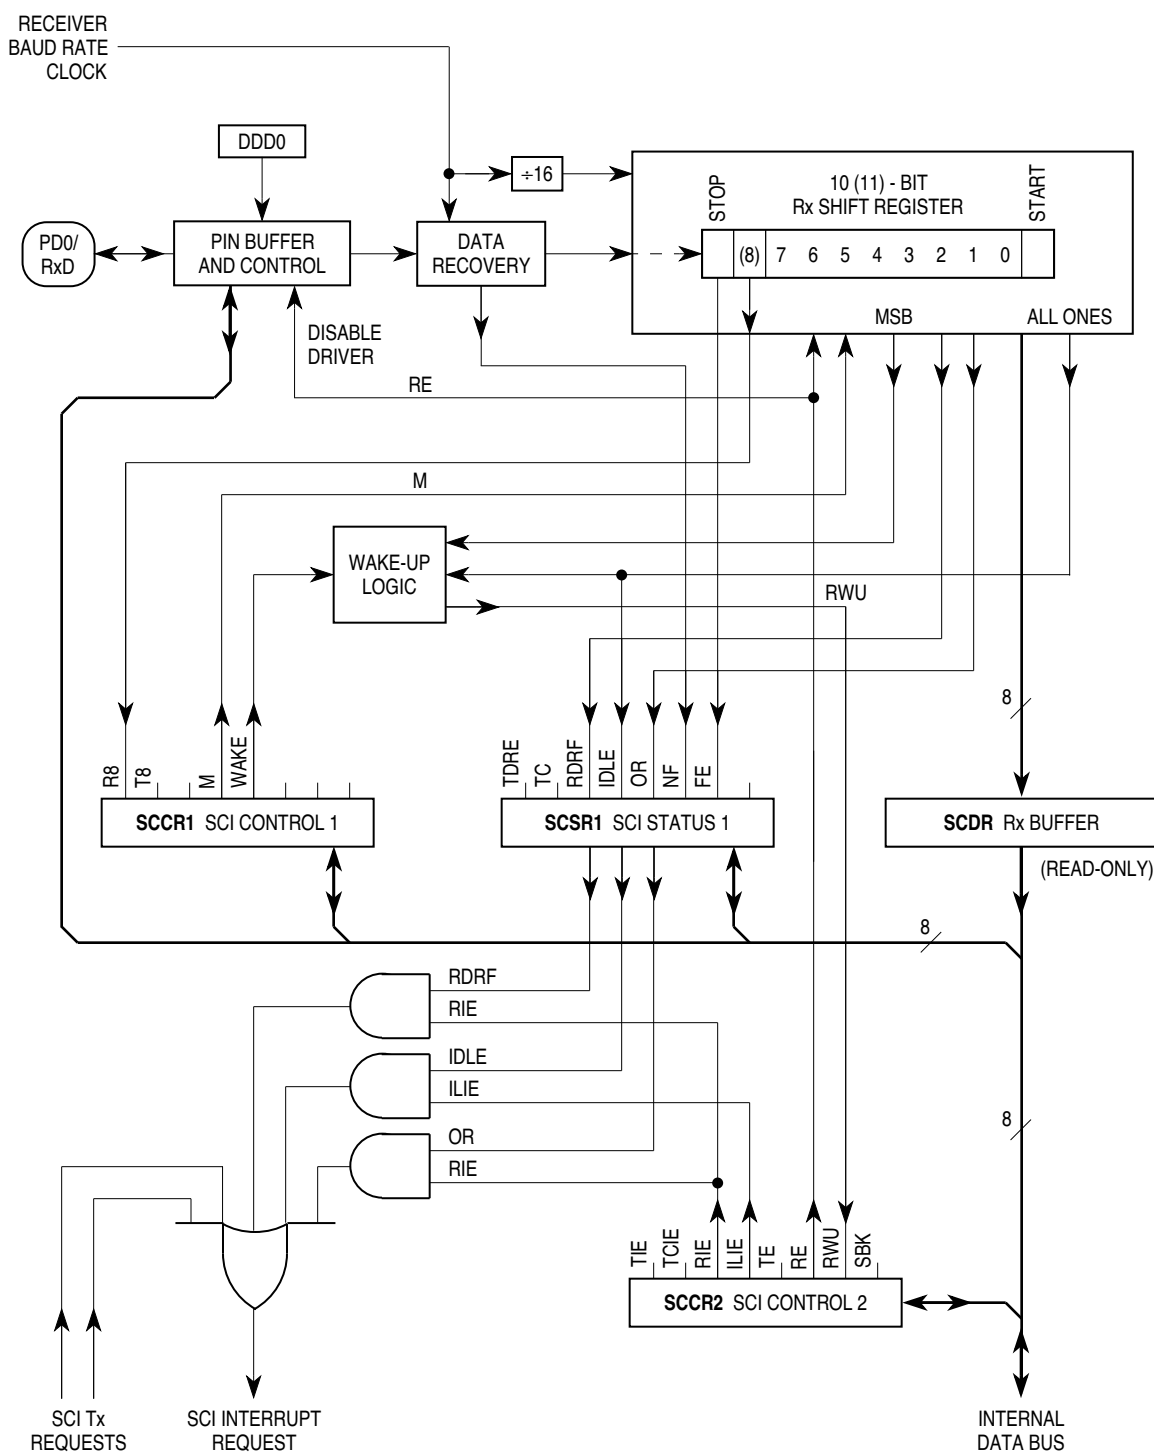 RECEIVER
BAUD RATE
CLOCK
DDD0
÷16
10 (11) - BIT
Rx SHIFT REGISTER
STOP
START
PD0/
RxD
PIN BUFFER
AND CONTROL
DATA
RECOVERY
(8) 7 6 5 4 3 2 1 0
DISABLE
DRIVER
MSB
ALL ONES
RE
M
WAKE-UP
LOGIC
RWU
8
R8
T8
M
WAKE
TDRE
TC
RDRF
IDLE
OR
NF
FE
SCCR1 SCI CONTROL 1
SCSR1 SCI STATUS 1
SCDR Rx BUFFER
(READ-ONLY)
8
RDRF
RIE
IDLE
ILIE
8
OR
RIE
TIE
TCIE
RIE
ILIE
TE
RE
RWU
SBK
SCCR2 SCI CONTROL 2
SCI Tx
REQUESTS
SCI INTERRUPT
REQUEST
INTERNAL
DATA BUS